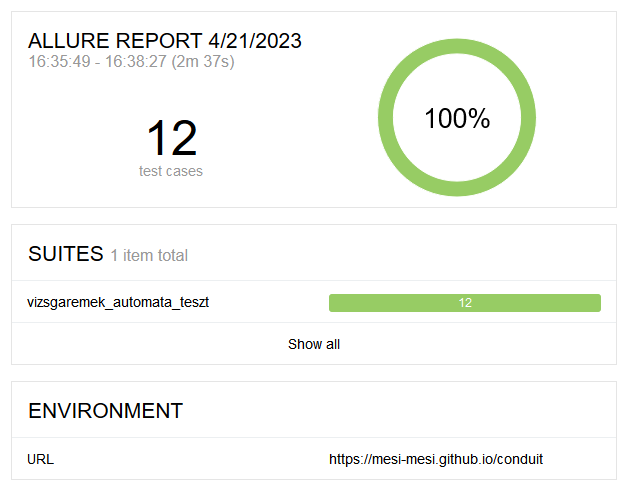 ALLURE REPORT 4/21/2023
16:35:49 - 16:38:27 (2m 37s)
12
test cases
100%
SUITES 1 item total
vizsgaremek_automata_teszt 12
Show all
ENVIRONMENT
URL https://mesi-mesi.github.io/conduit